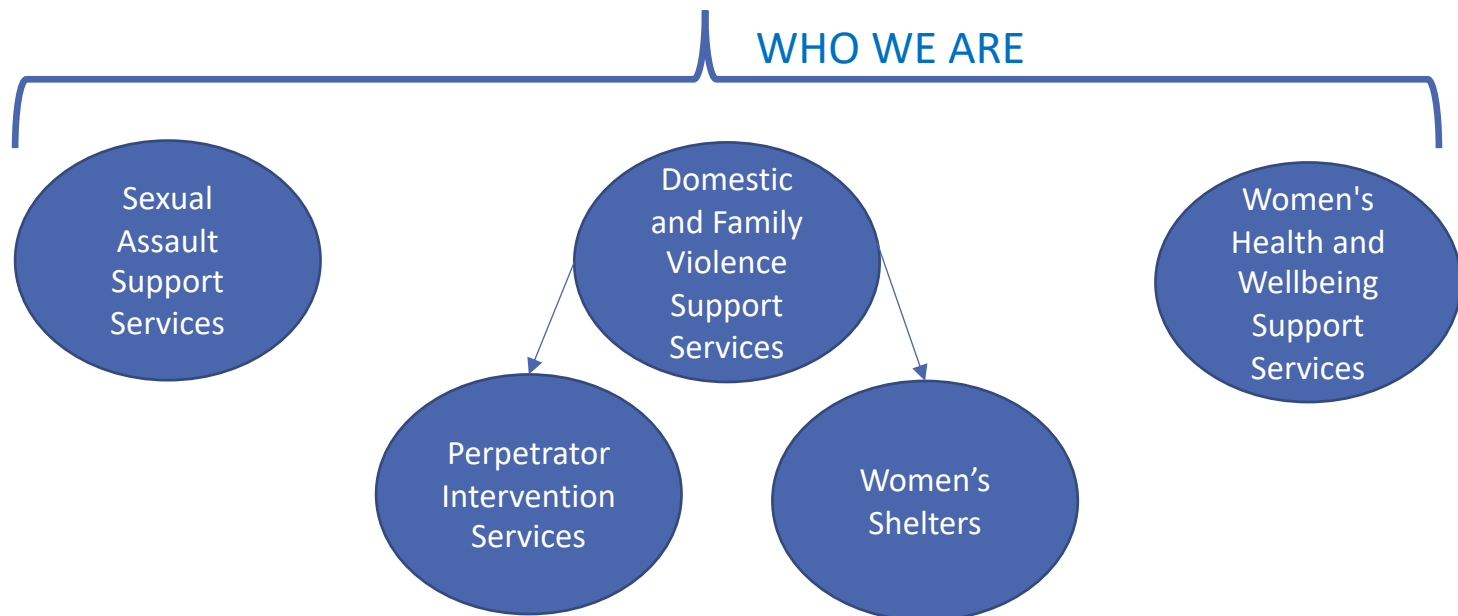 WHO WE ARE
Sexual
Assault
Support
Services
Domestic
and Family
Violence
Support
Services
Women's
Health and
Wellbeing
Support
Services
Perpetrator
Intervention
Services
Women’s
Shelters